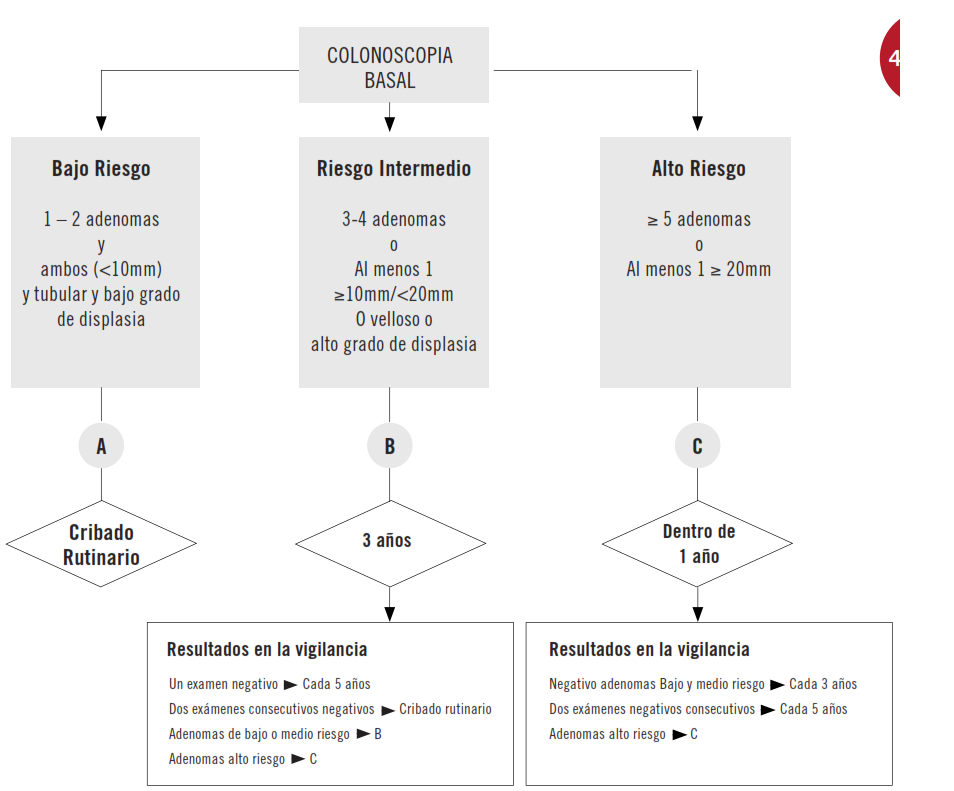 COLONOSCOPIA
BASAL
4
Bajo Riesgo
1 – 2 adenomas
y
ambos (<10mm)
y tubular y bajo grado
de displasia
Riesgo Intermedio
3-4 adenomas
o
Al menos 1
≥10mm/<20mm
O velloso o
alto grado de displasia
Alto Riesgo
≥ 5 adenomas
o
Al menos 1 ≥ 20mm
A
B
C
Cribado
Rutinario
3 años
Dentro de
1 año
Resultados en la vigilancia
Un examen negativo ► Cada 5 años
Dos exámenes consecutivos negativos ► Cribado rutinario
Adenomas de bajo o medio riesgo ► B
Adenomas alto riesgo ► C
Resultados en la vigilancia
Negativo adenomas Bajo y medio riesgo ► Cada 3 años
Dos exámenes negativos consecutivos ► Cada 5 años
Adenomas alto riesgo ► C